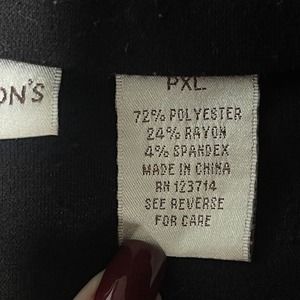 ON'S
PXL
72% POLYESTER
24% RAYON
4% SPANDEX
MADE IN CHINA
RN 123714
SEE REVERSE
FOR CARE